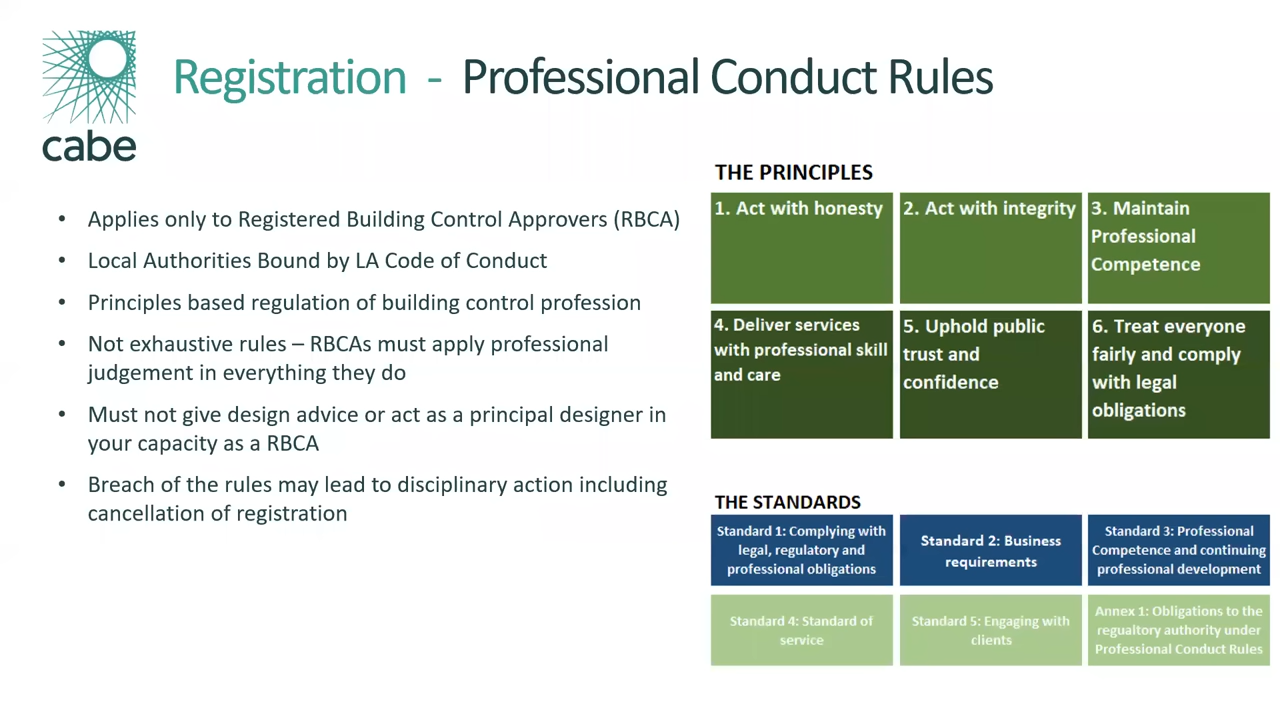 cabe
Registration - Professional Conduct Rules
• Applies only to Registered Building Control Approvers (RBCA)
• Local Authorities Bound by LA Code of Conduct
• Principles based regulation of building control profession
• Not exhaustive rules – RBCAs must apply professional
judgement in everything they do
• Must not give design advice or act as a principal designer in
your capacity as a RBCA
• Breach of the rules may lead to disciplinary action including
cancellation of registration
THE PRINCIPLES
1. Act with honesty
2. Act with integrity
3. Maintain
Professional
Competence
4. Deliver services
with professional skill
and care
5. Uphold public
trust and
confidence
6. Treat everyone
fairly and comply
with legal
obligations
THE STANDARDS
Standard 1: Complying with
legal, regulatory and
professional obligations
Standard 2: Business
requirements
Standard 3: Professional
Competence and continuing
professional development
Standard 4: Standard of
service
Standard 5: Engaging with
clients
Annex 1: Obligations to the
regualtory authority under
Professional Conduct Rules